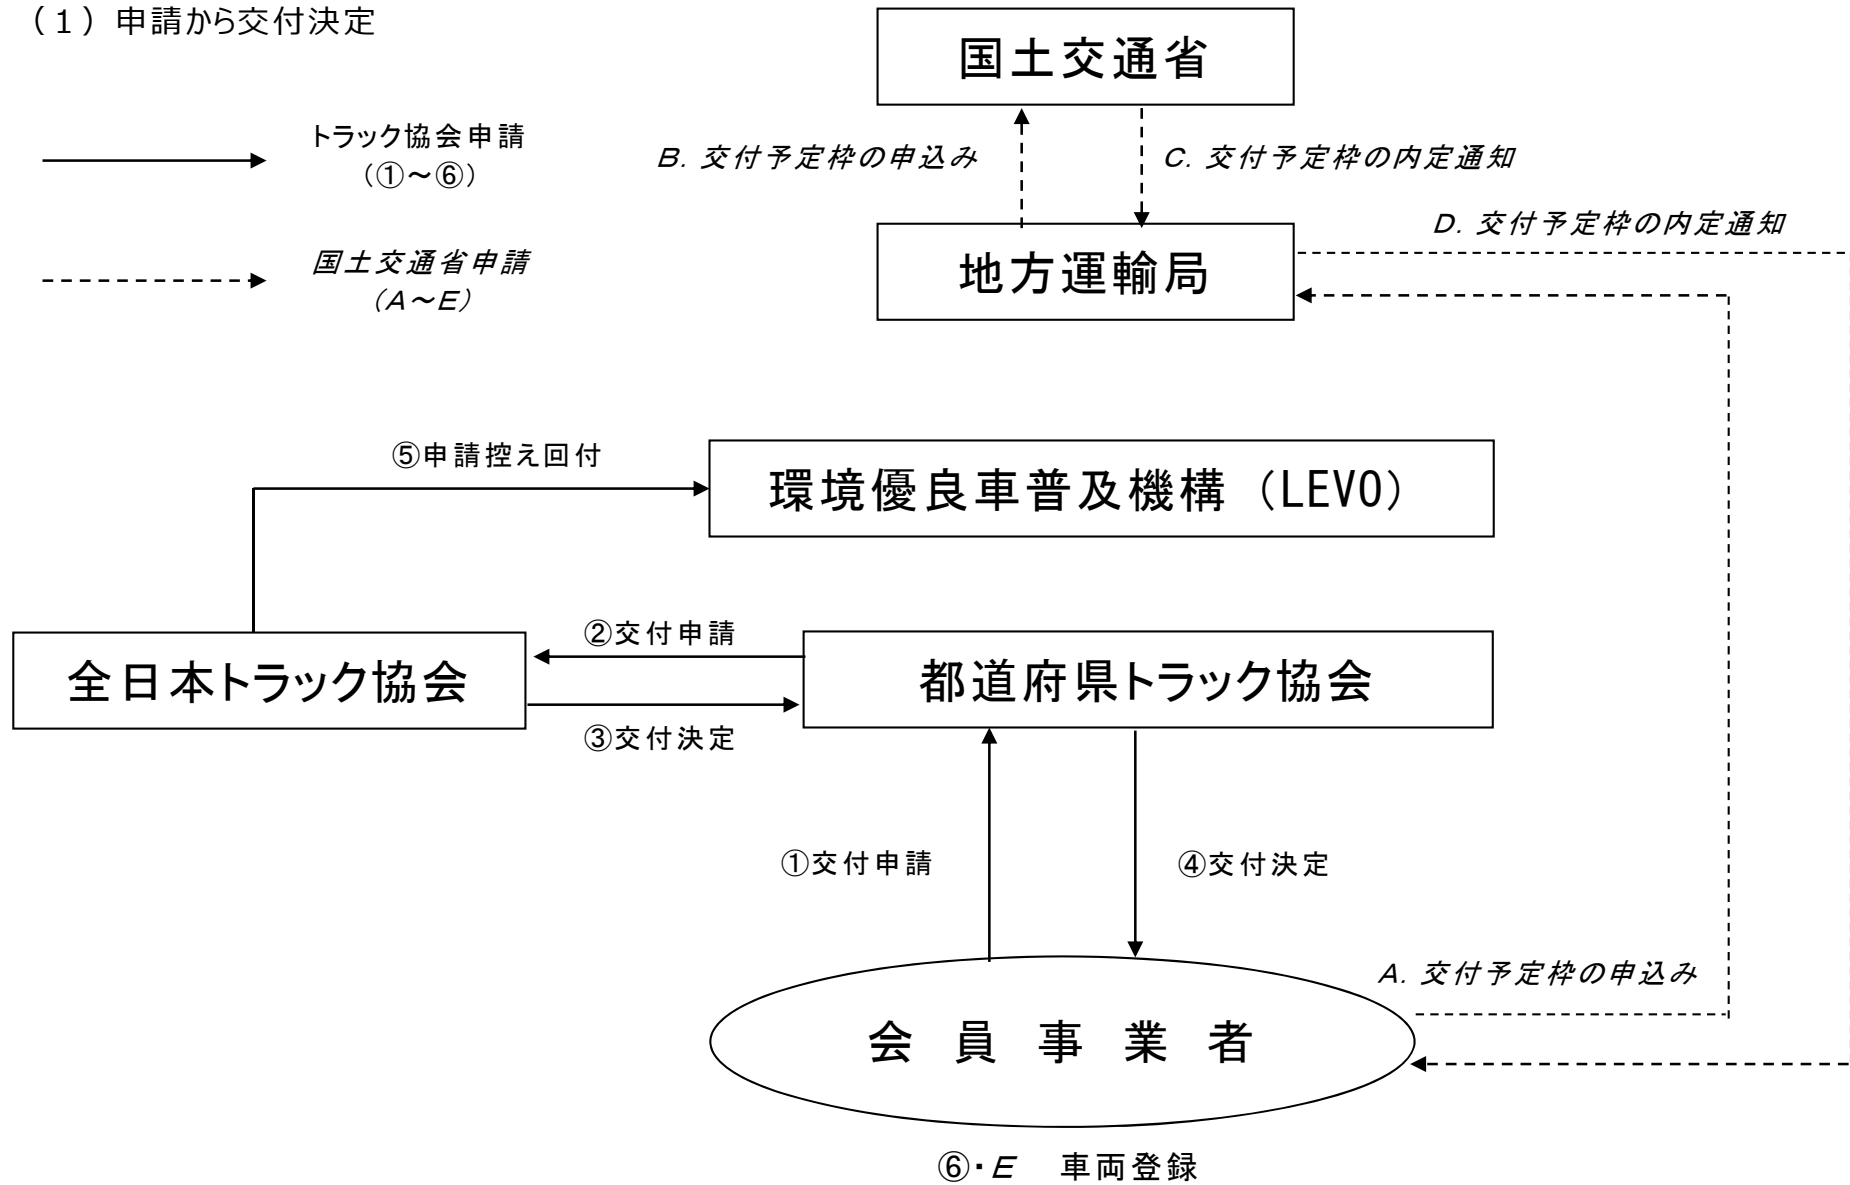 （１）申請から交付決定
国土交通省
トラック協会申請
（①～⑥）
B. 交付予定枠の申込み
C. 交付予定枠の内定通知
D. 交付予定枠の内定通知
国土交通省申請
（A～E）
地方運輸局
⑤申請控え回付
環境優良車普及機構（LEVO）
②交付申請
全日本トラック協会
都道府県トラック協会
③交付決定
①交付申請
④交付決定
A. 交付予定枠の申込み
会員事業者
⑥・E　車両登録